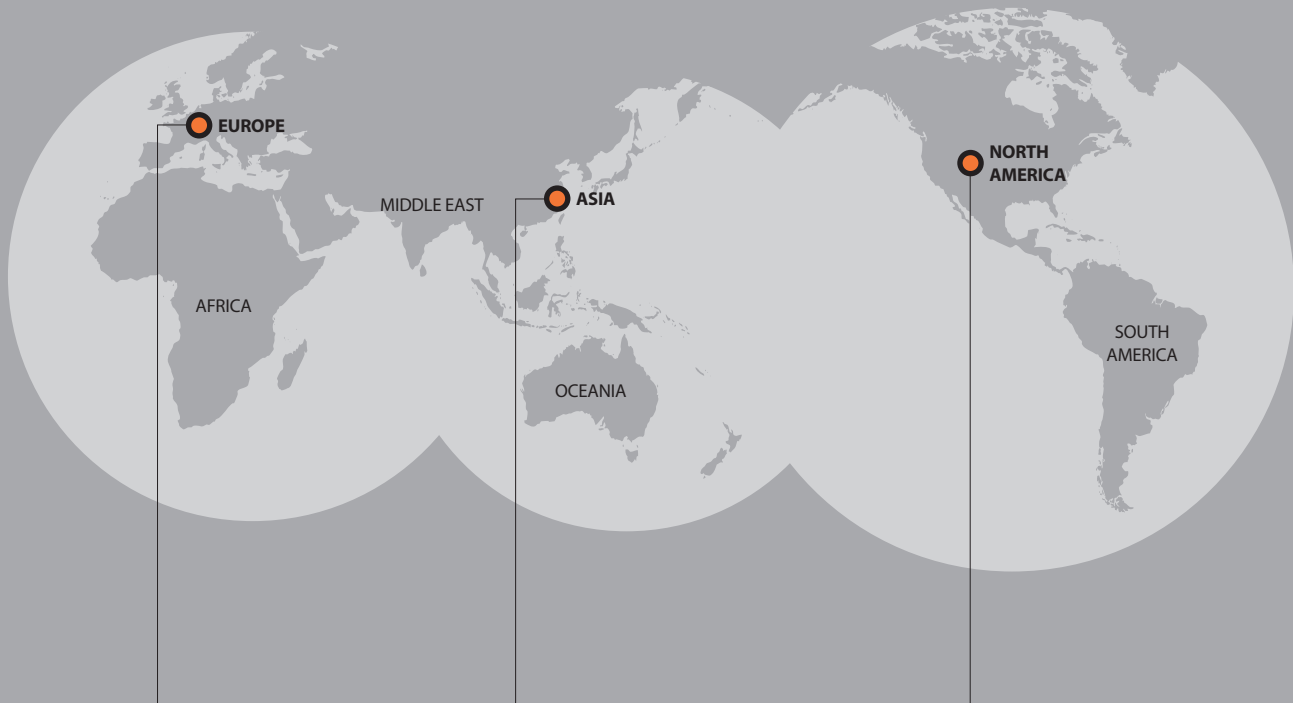 EUROPE
NORTH
AMERICA
ASIA
MIDDLE EAST
AFRICA
SOUTH
AMERICA
OCEANIA